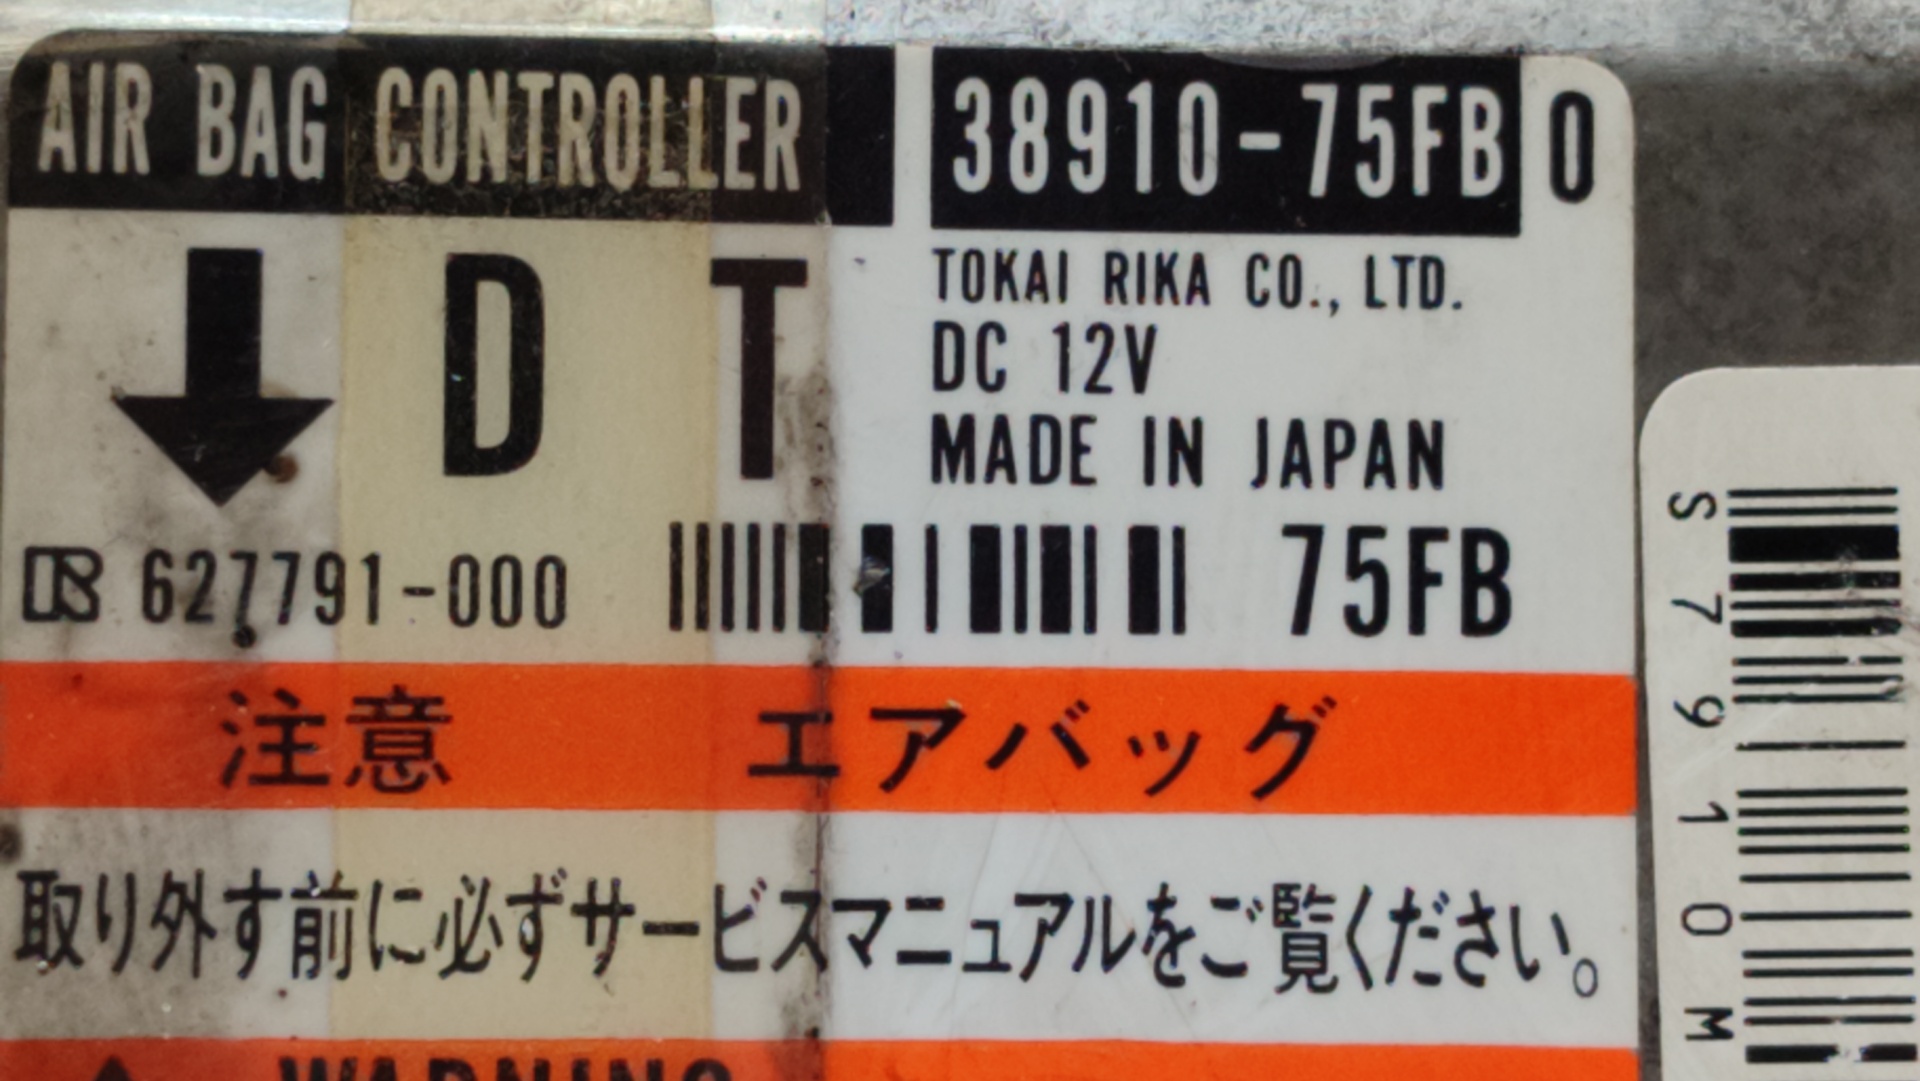 AIR BAG CONTROLLER 38910-75FB 0
D T
TOKAI RIKA CO., LTD.
DC 12V
MADE IN JAPAN
627791-000 75FB
注意 エアバッグ
取り外す前に必ずサービスマニュアルをご覧ください。
WARNING
S7910M